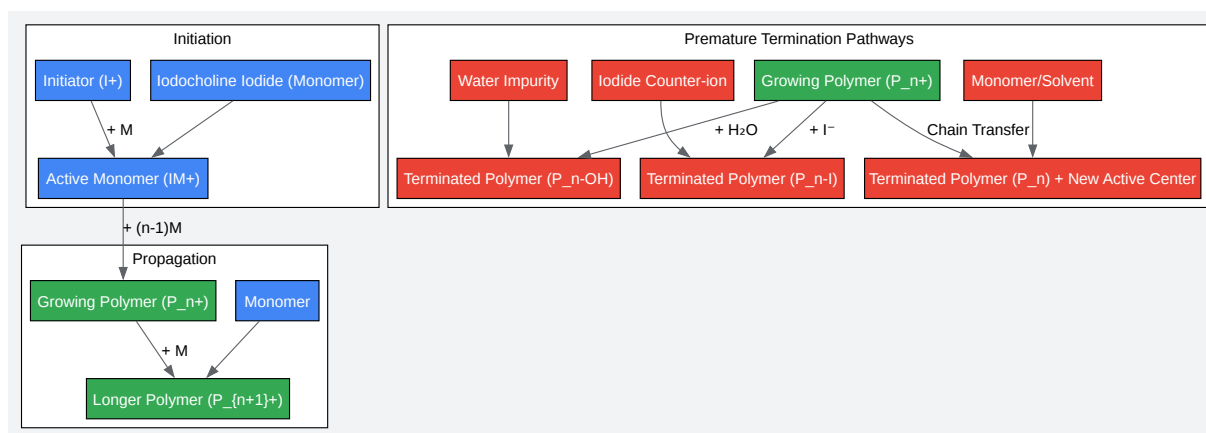 Initiation
Initiator (I+)
Iodocholine Iodide (Monomer)
+ M
Active Monomer (IM+)
+ (n-1)M
Propagation
Growing Polymer (P_n+)
Monomer
+ M
Longer Polymer (P_{n+1}+)
Premature Termination Pathways
Water Impurity
Iodide Counter-ion
Growing Polymer (P_n+)
Monomer/Solvent
+ H₂O
+ I⁻
Chain Transfer
Terminated Polymer (P_n-OH)
Terminated Polymer (P_n-I)
Terminated Polymer (P_n) + New Active Center